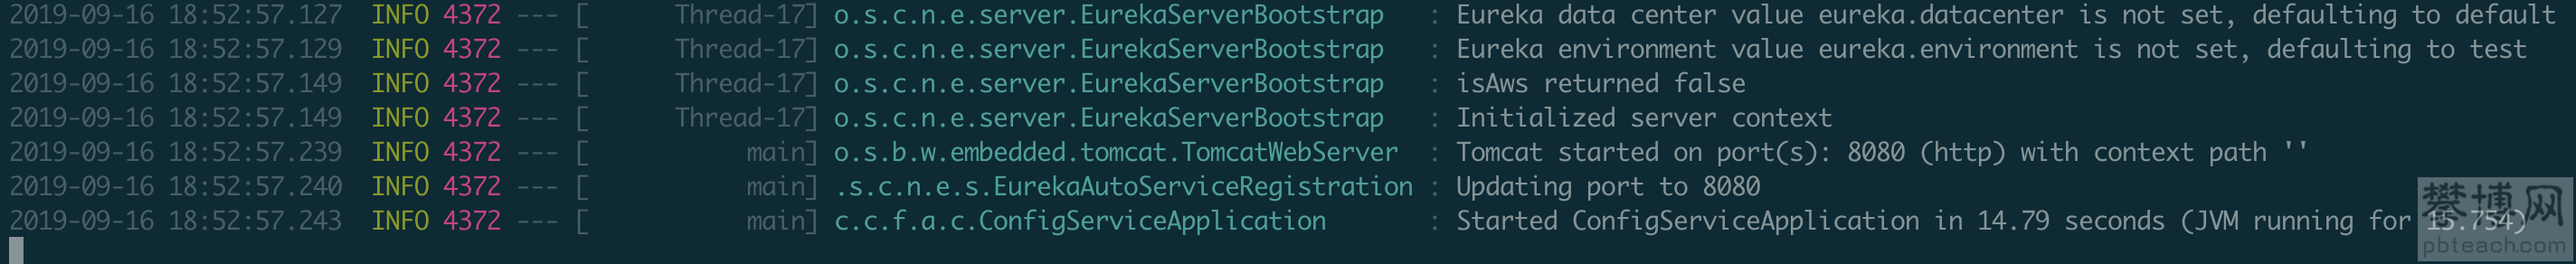 2019-09-16 18:52:57.127  INFO 4372 --- [      Thread-17] o.s.c.n.e.server.EurekaServerBootstrap   : Eureka data center value eureka.datacenter is not set, defaulting to default
2019-09-16 18:52:57.129  INFO 4372 --- [      Thread-17] o.s.c.n.e.server.EurekaServerBootstrap   : Eureka environment value eureka.environment is not set, defaulting to test
2019-09-16 18:52:57.149  INFO 4372 --- [      Thread-17] o.s.c.n.e.server.EurekaServerBootstrap   : isAws returned false
2019-09-16 18:52:57.149  INFO 4372 --- [      Thread-17] o.s.c.n.e.server.EurekaServerBootstrap   : Initialized server context
2019-09-16 18:52:57.239  INFO 4372 --- [           main] o.s.b.w.embedded.tomcat.TomcatWebServer  : Tomcat started on port(s): 8080 (http) with context path ''
2019-09-16 18:52:57.240  INFO 4372 --- [           main] .s.c.n.e.s.EurekaAutoServiceRegistration : Updating port to 8080
2019-09-16 18:52:57.243  INFO 4372 --- [           main] c.c.f.a.c.ConfigServiceApplication       : Started ConfigServiceApplication in 14.79 seconds (JVM running for 15.754)
攀博网
pbteach.com